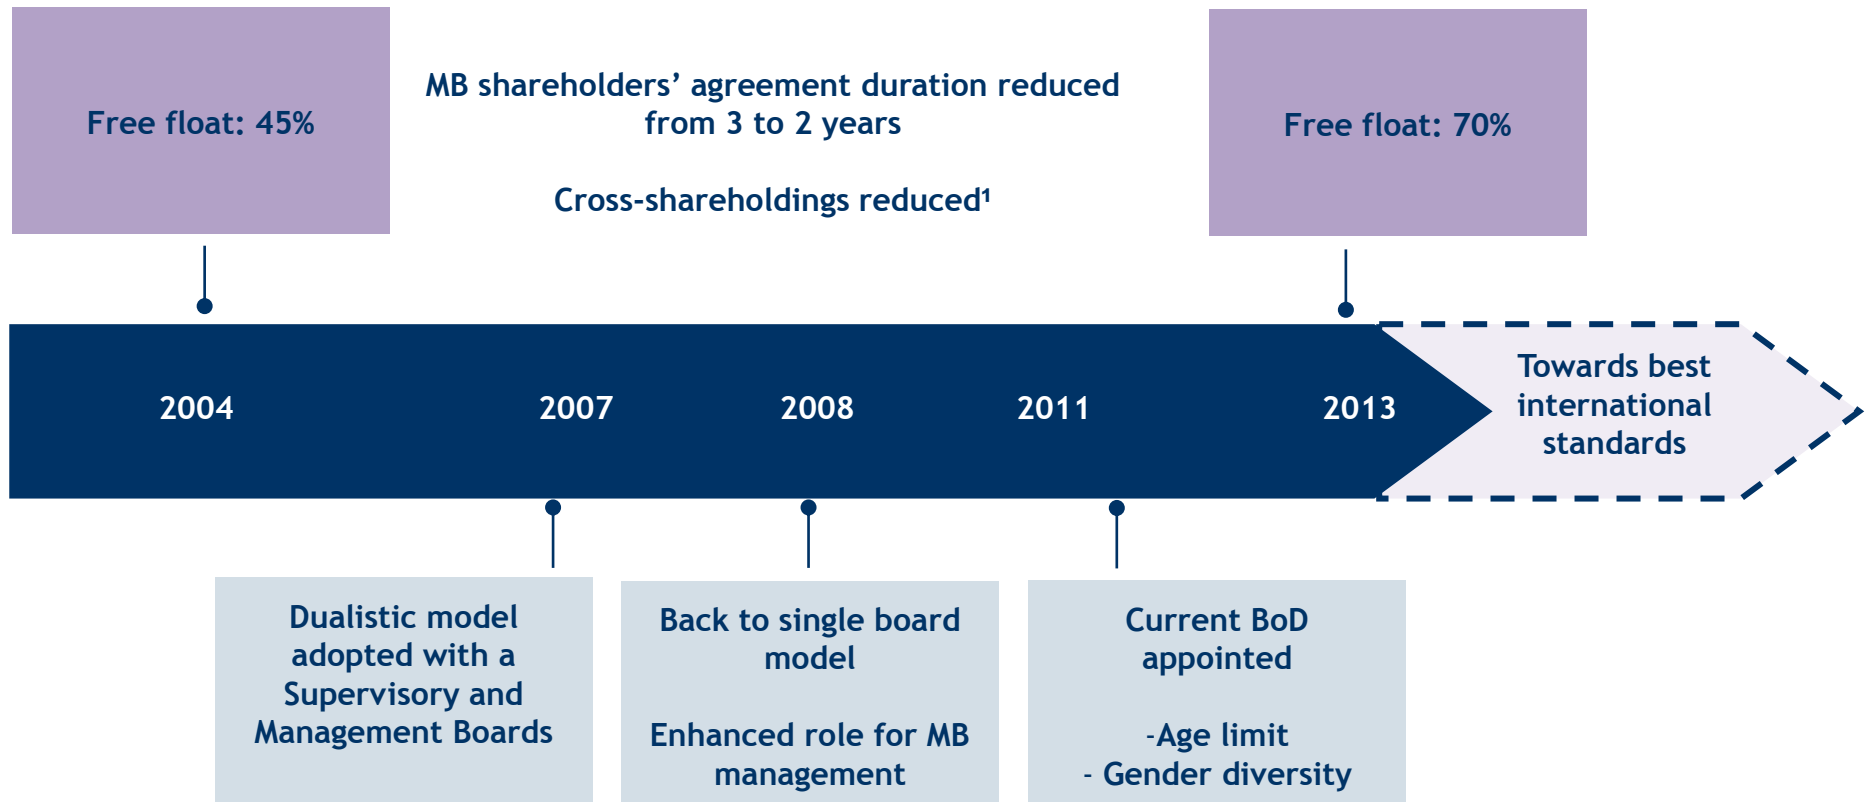 Free float: 45%
MB shareholders’ agreement duration reduced
from 3 to 2 years
Cross-shareholdings reduced¹
Free float: 70%
2004
2007
2008
2011
2013
Towards best
international
standards
Dualistic model
adopted with a
Supervisory and
Management Boards
Back to single board
model
Enhanced role for MB
management
Current BoD
appointed
-Age limit
- Gender diversity